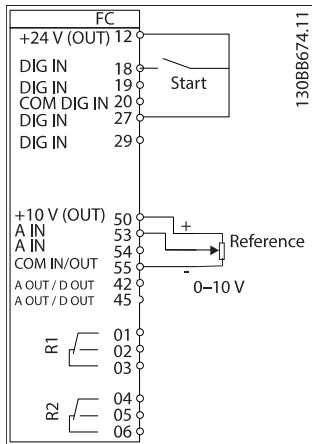 FC
+24 V (OUT) 12
DIG IN 18
DIG IN 19
COM DIG IN 20
DIG IN 27
DIG IN 29
Start
+10 V (OUT) 50
A IN 53
A IN 54
COM IN/OUT 55
A OUT / D OUT 42
A OUT / D OUT 45
+
Reference
-
0–10 V
R1
01
02
03
R2
04
05
06
130BB674.11